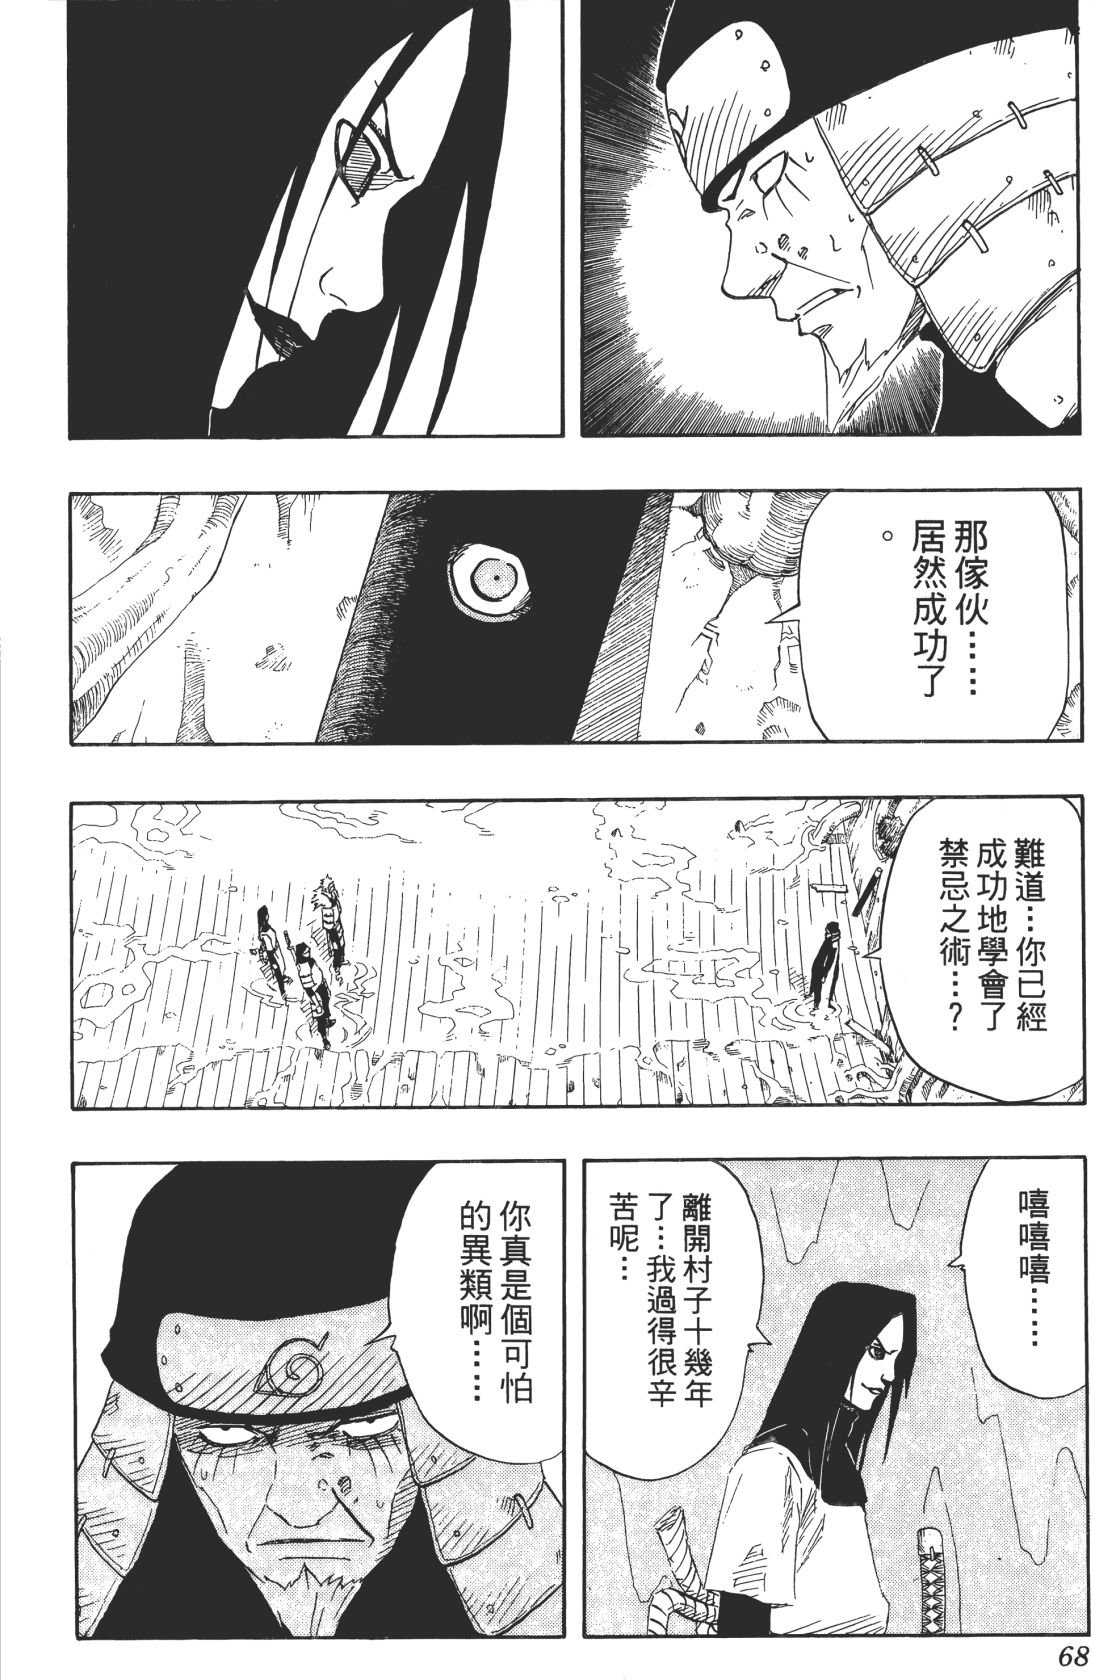 那傢伙……
居然成功了
。
難道…你已經
成功地學會了
禁忌之術…?
嘻嘻嘻……
離開村子十幾年
了…我過得很辛
苦呢…
你真是個可怕
的異類啊……
68